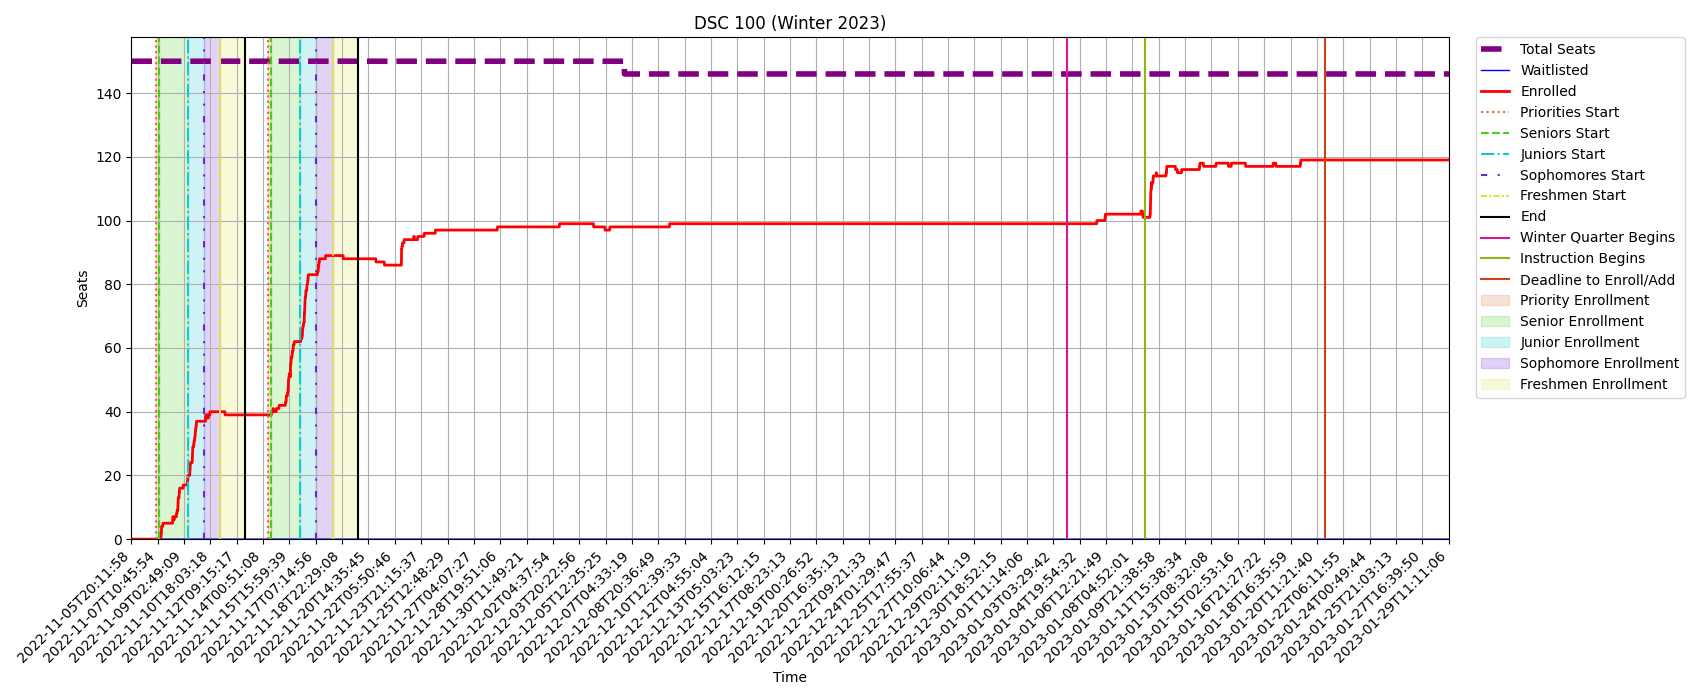 DSC 100 (Winter 2023)
Seats
140
120
100
80
60
40
20
0
2022-11-05T20:11:58
2022-11-07T10:45:54
2022-11-09T02:49:09
2022-11-10T18:03:18
2022-11-12T09:15:17
2022-11-14T00:51:08
2022-11-15T15:59:39
2022-11-17T07:14:56
2022-11-18T22:29:08
2022-11-20T14:35:45
2022-11-22T05:50:46
2022-11-23T21:15:37
2022-11-25T12:48:29
2022-11-27T04:07:27
2022-11-28T19:51:06
2022-11-30T11:49:21
2022-12-02T04:37:54
2022-12-03T20:22:56
2022-12-05T12:25:25
2022-12-07T04:33:19
2022-12-08T20:36:49
2022-12-10T12:39:33
2022-12-12T04:55:04
2022-12-13T05:03:23
2022-12-15T16:12:15
2022-12-17T08:23:13
2022-12-19T00:26:52
2022-12-20T16:35:13
2022-12-22T09:21:33
2022-12-24T01:29:47
2022-12-25T17:55:37
2022-12-27T10:06:44
2022-12-29T02:11:19
2022-12-30T18:52:15
2023-01-01T11:14:06
2023-01-03T03:29:42
2023-01-04T19:54:32
2023-01-06T12:21:49
2023-01-08T04:52:01
2023-01-09T21:38:58
2023-01-11T15:38:34
2023-01-13T08:32:08
2023-01-15T02:53:16
2023-01-16T21:27:22
2023-01-18T16:35:59
2023-01-20T11:21:40
2023-01-22T06:11:55
2023-01-24T00:49:44
2023-01-25T21:03:13
2023-01-27T16:39:50
2023-01-29T11:11:06
Time
Total Seats
Waitlisted
Enrolled
Priorities Start
Seniors Start
Juniors Start
Sophomores Start
Freshmen Start
End
Winter Quarter Begins
Instruction Begins
Deadline to Enroll/Add
Priority Enrollment
Senior Enrollment
Junior Enrollment
Sophomore Enrollment
Freshmen Enrollment